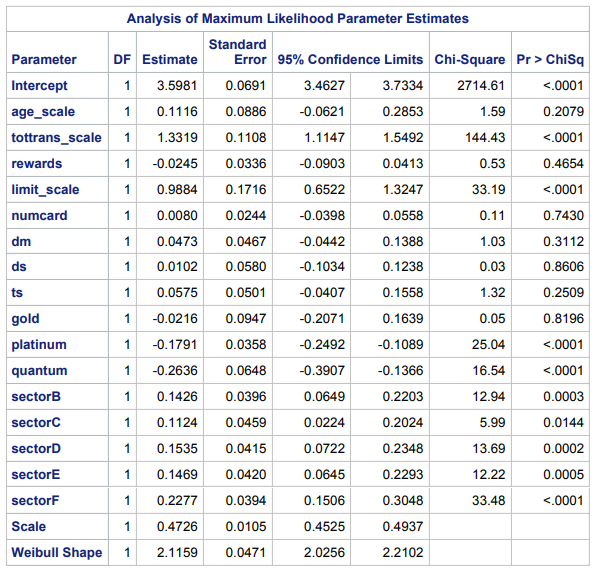 Analysis of Maximum Likelihood Parameter Estimates
Parameter DF Estimate Standard Error 95% Confidence Limits Chi-Square Pr > ChiSq
Intercept 1 3.5981 0.0691 3.4627 3.7334 2714.61 <.0001
age_scale 1 0.1116 0.0886 -0.0621 0.2853 1.59 0.2079
tottrans_scale 1 1.3319 0.1108 1.1147 1.5492 144.43 <.0001
rewards 1 -0.0245 0.0336 -0.0903 0.0413 0.53 0.4654
limit_scale 1 0.9884 0.1716 0.6522 1.3247 33.19 <.0001
numcard 1 0.0080 0.0244 -0.0398 0.0558 0.11 0.7430
dm 1 0.0473 0.0467 -0.0442 0.1388 1.03 0.3112
ds 1 0.0102 0.0580 -0.1034 0.1238 0.03 0.8606
ts 1 0.0575 0.0501 -0.0407 0.1558 1.32 0.2509
gold 1 -0.0216 0.0947 -0.2071 0.1639 0.05 0.8196
platinum 1 -0.1791 0.0358 -0.2492 -0.1089 25.04 <.0001
quantum 1 -0.2636 0.0648 -0.3907 -0.1366 16.54 <.0001
sectorB 1 0.1426 0.0396 0.0649 0.2203 12.94 0.0003
sectorC 1 0.1124 0.0459 0.0224 0.2024 5.99 0.0144
sectorD 1 0.1535 0.0415 0.0722 0.2348 13.69 0.0002
sectorE 1 0.1469 0.0420 0.0645 0.2293 12.22 0.0005
sectorF 1 0.2277 0.0394 0.1506 0.3048 33.48 <.0001
Scale 1 0.4726 0.0105 0.4525 0.4937
Weibull Shape 1 2.1159 0.0471 2.0256 2.2102